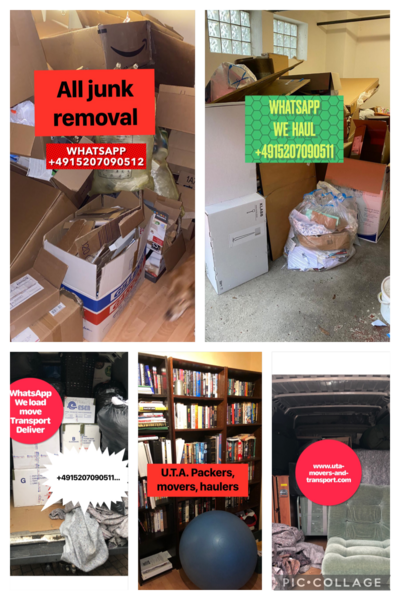 All junk
removal
WHATSAPP
+4915207090512
WHATSAPP
WE HAUL
+4915207090511
WhatsApp
We load
move
Transport
Deliver
+4915207090511...
U.T.A. Packers,
movers, haulers
www.uta-
movers-and-
transport.com
PIC•COLLAGE